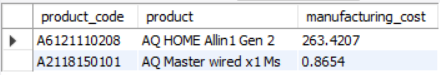 product_code product manufacturing_cost
A6121110208 AQ HOME Allin1 Gen 2 263.4207
A2118150101 AQ Master wired x1 Ms 0.8654